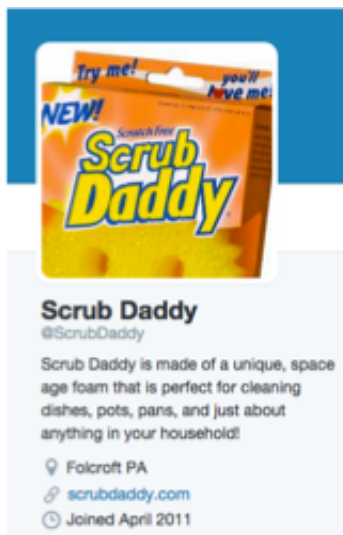 Try me!
you'll
love me!
NEW!
Scratch Free
Scrub
Daddy
Scrub Daddy
@ScrubDaddy
Scrub Daddy is made of a unique, space
age foam that is perfect for cleaning
dishes, pots, pans, and just about
anything in your household!
Folcroft PA
scrubdaddy.com
Joined April 2011